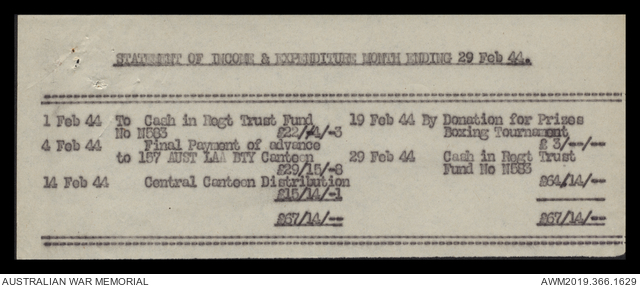 STATEMENT OF INCOME & EXPENDITURE MONTH ENDING 29 Feb 44.
1 Feb 44 To Cash in Regt Trust Fund
No N583 £22/-4/-3
4 Feb 44 Final Payment of advance
to 157 AUST LAA BTY Canteen
£29/15/-8
14 Feb 44 Central Canteen Distribution
£15/14/-1
£67/14/--
19 Feb 44 By Donation for Prizes
Boxing Tournament
£ 3/--/--
29 Feb 44 Cash in Regt Trust
Fund No N583
£64/14/--
£67/14/--
AUSTRALIAN WAR MEMORIAL
AWM2019.366.1629